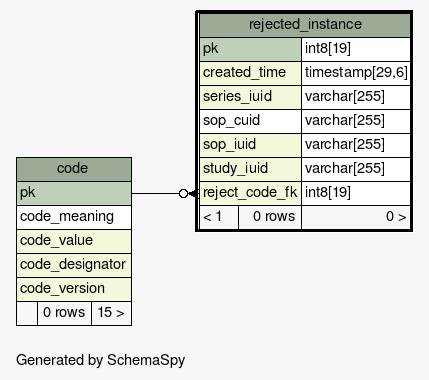 rejected_instance
pk int8[19]
created_time timestamp[29,6]
series_iuid varchar[255]
sop_cuid varchar[255]
sop_iuid varchar[255]
study_iuid varchar[255]
reject_code_fk int8[19]
< 1 0 rows 0 >
code
pk
code_meaning
code_value
code_designator
code_version
0 rows 15 >
Generated by SchemaSpy